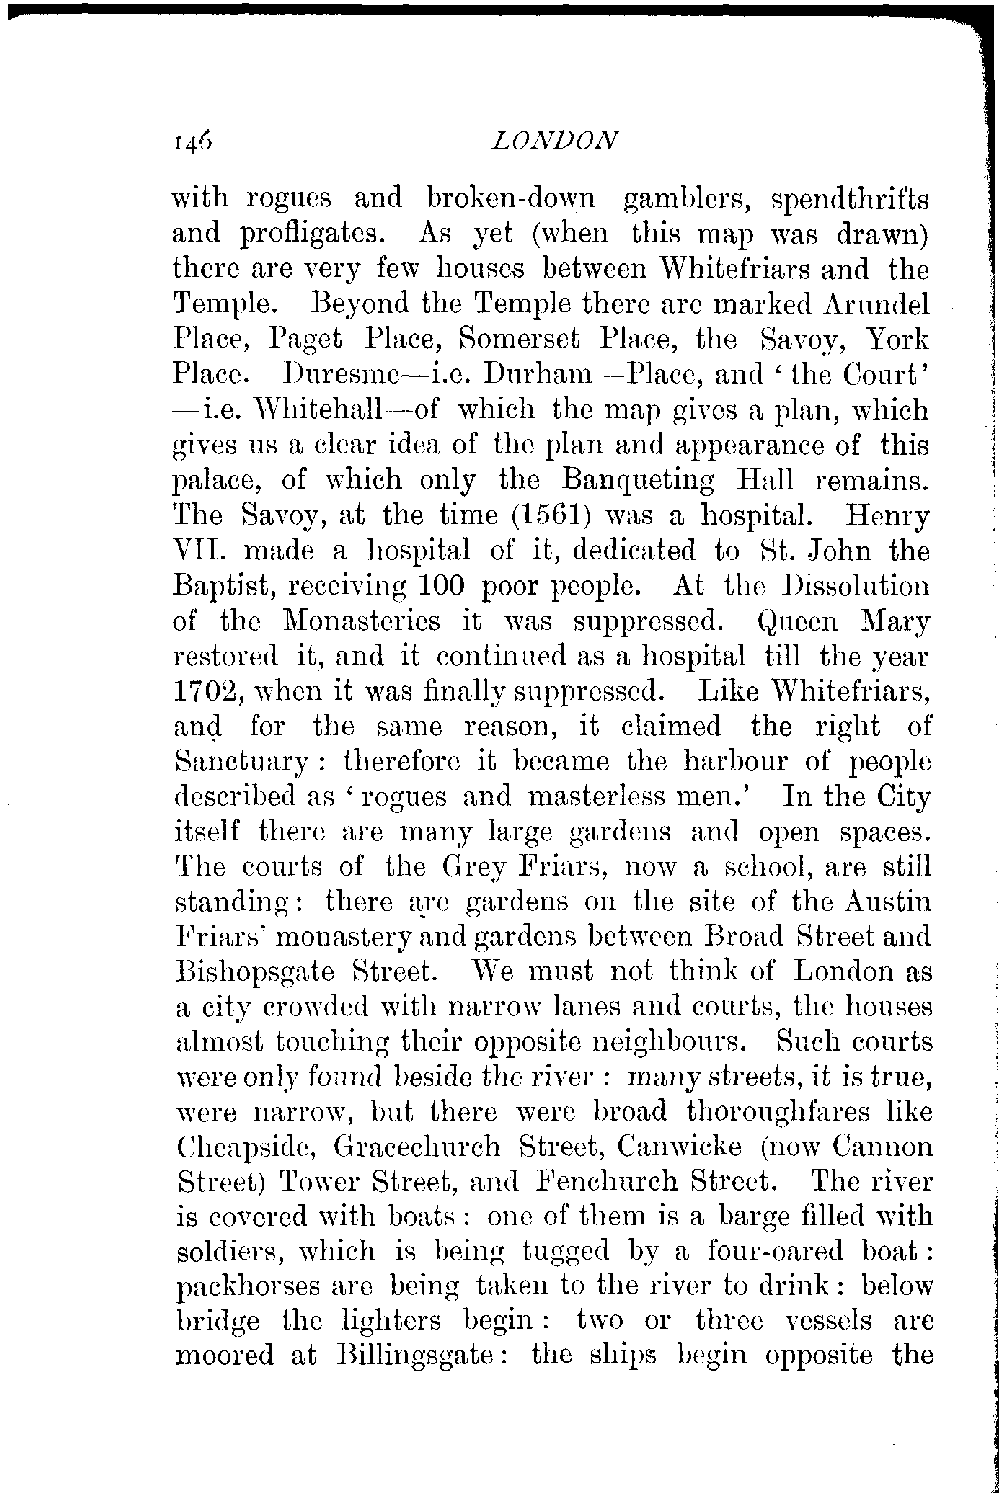 146 LONDON
with rogues and broken-down gamblers, spendthrifts
and profligates. As yet (when this map was drawn)
there are very few houses between Whitefriars and the
Temple. Beyond the Temple there are marked Arundel
Place, Paget Place, Somerset Place, the Savoy, York
Place. Duresme—i.e. Durham—Place, and ‘the Court’
—i.e. Whitehall—of which the map gives a plan, which
gives us a clear idea of the plan and appearance of this
palace, of which only the Banqueting Hall remains.
The Savoy, at the time (1561) was a hospital. Henry
VII. made a hospital of it, dedicated to St. John the
Baptist, receiving 100 poor people. At the Dissolution
of the Monasteries it was suppressed. Queen Mary
restored it, and it continued as a hospital till the year
1702, when it was finally suppressed. Like Whitefriars,
and for the same reason, it claimed the right of
Sanctuary: therefore it became the harbour of people
described as ‘rogues and masterless men.’ In the City
itself there are many large gardens and open spaces.
The courts of the Grey Friars, now a school, are still
standing: there are gardens on the site of the Austin
Friars' monastery and gardens between Broad Street and
Bishopsgate Street. We must not think of London as
a city crowded with narrow lanes and courts, the houses
almost touching their opposite neighbours. Such courts
were only found beside the river: many streets, it is true,
were narrow, but there were broad thoroughfares like
Cheapside, Gracechurch Street, Canwicke (now Cannon
Street) Tower Street, and Fenchurch Street. The river
is covered with boats: one of them is a barge filled with
soldiers, which is being tugged by a four-oared boat:
packhorses are being taken to the river to drink: below
bridge the lighters begin: two or three vessels are
moored at Billingsgate: the ships begin opposite the